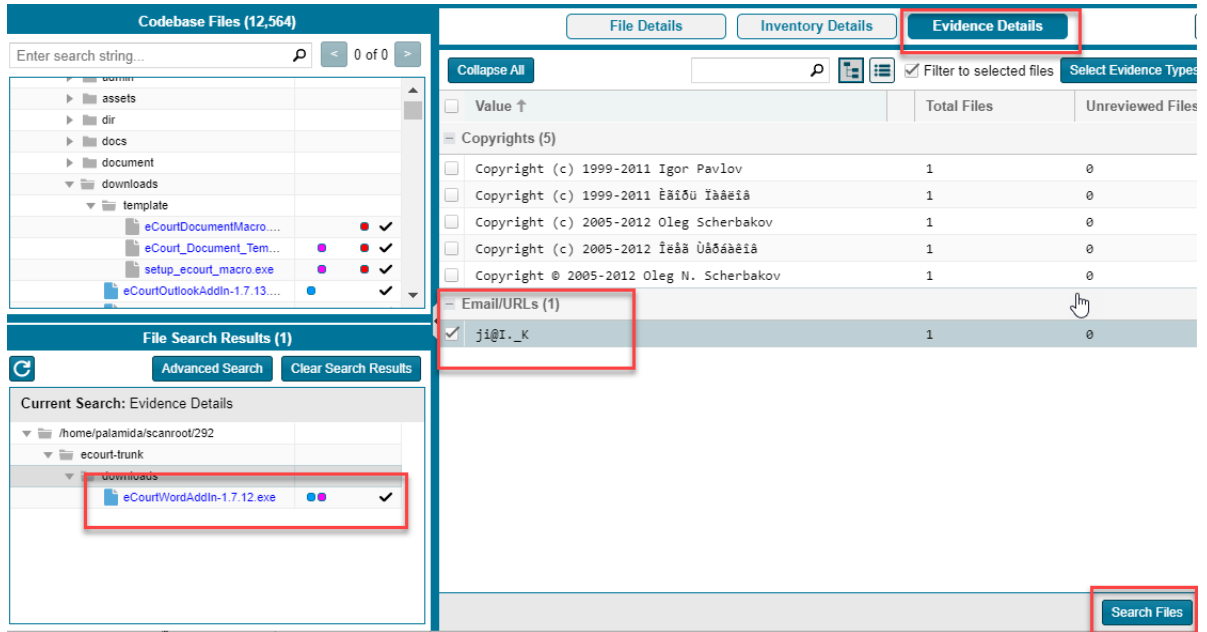 Codebase Files (12,564)
Enter search string...
< 0 of 0 >
admin
assets
dir
docs
document
downloads
template
eCourtDocumentMacro....
eCourt_Document_Tem...
setup_ecourt_macro.exe
eCourtOutlookAddIn-1.7.13....
File Search Results (1)
Advanced Search Clear Search Results
Current Search: Evidence Details
/home/palamida/scanroot/292
ecourt-trunk
downloads
eCourtWordAddIn-1.7.12.exe
File Details Inventory Details Evidence Details
Collapse All Filter to selected files Select Evidence Types
Value ↑ Total Files Unreviewed Files
Copyrights (5)
Copyright (c) 1999-2011 Igor Pavlov 1 0
Copyright (c) 1999-2011 Èãîðü Ïàâëîâ 1 0
Copyright (c) 2005-2012 Oleg Scherbakov 1 0
Copyright (c) 2005-2012 Îëåã Ùåðáàêîâ 1 0
Copyright © 2005-2012 Oleg N. Scherbakov 1 0
Email/URLs (1)
ji@I._K 1 0
Search Files